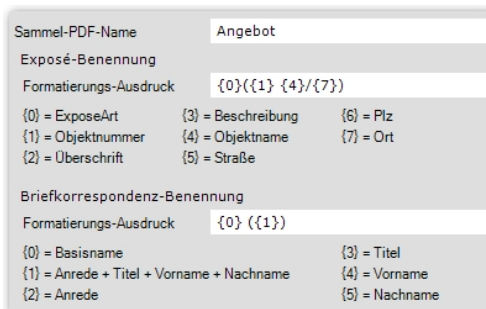 Sammel-PDF-Name Angebot
Exposé-Benennung
Formatierungs-Ausdruck {0}({1} {4}/{7})
{0} = ExposeArt {3} = Beschreibung {6} = Plz
{1} = Objektnummer {4} = Objektname {7} = Ort
{2} = Überschrift {5} = Straße
Briefkorrespondenz-Benennung
Formatierungs-Ausdruck {0} ({1})
{0} = Basisname {3} = Titel
{1} = Anrede + Titel + Vorname + Nachname {4} = Vorname
{2} = Anrede {5} = Nachname